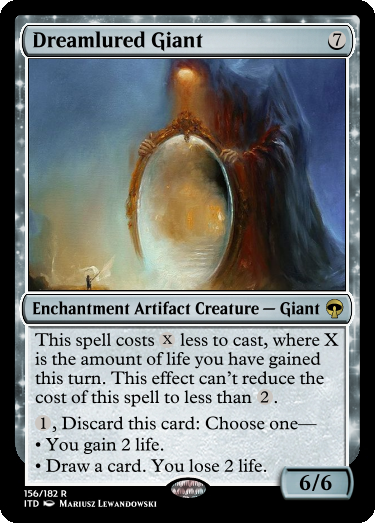 Dreamlured Giant 7
Enchantment Artifact Creature — Giant
This spell costs X less to cast, where X
is the amount of life you have gained
this turn. This effect can't reduce the
cost of this spell to less than 2.
1, Discard this card: Choose one—
• You gain 2 life.
• Draw a card. You lose 2 life.
6/6
156/182 R
ITD Mariusz Lewandowski